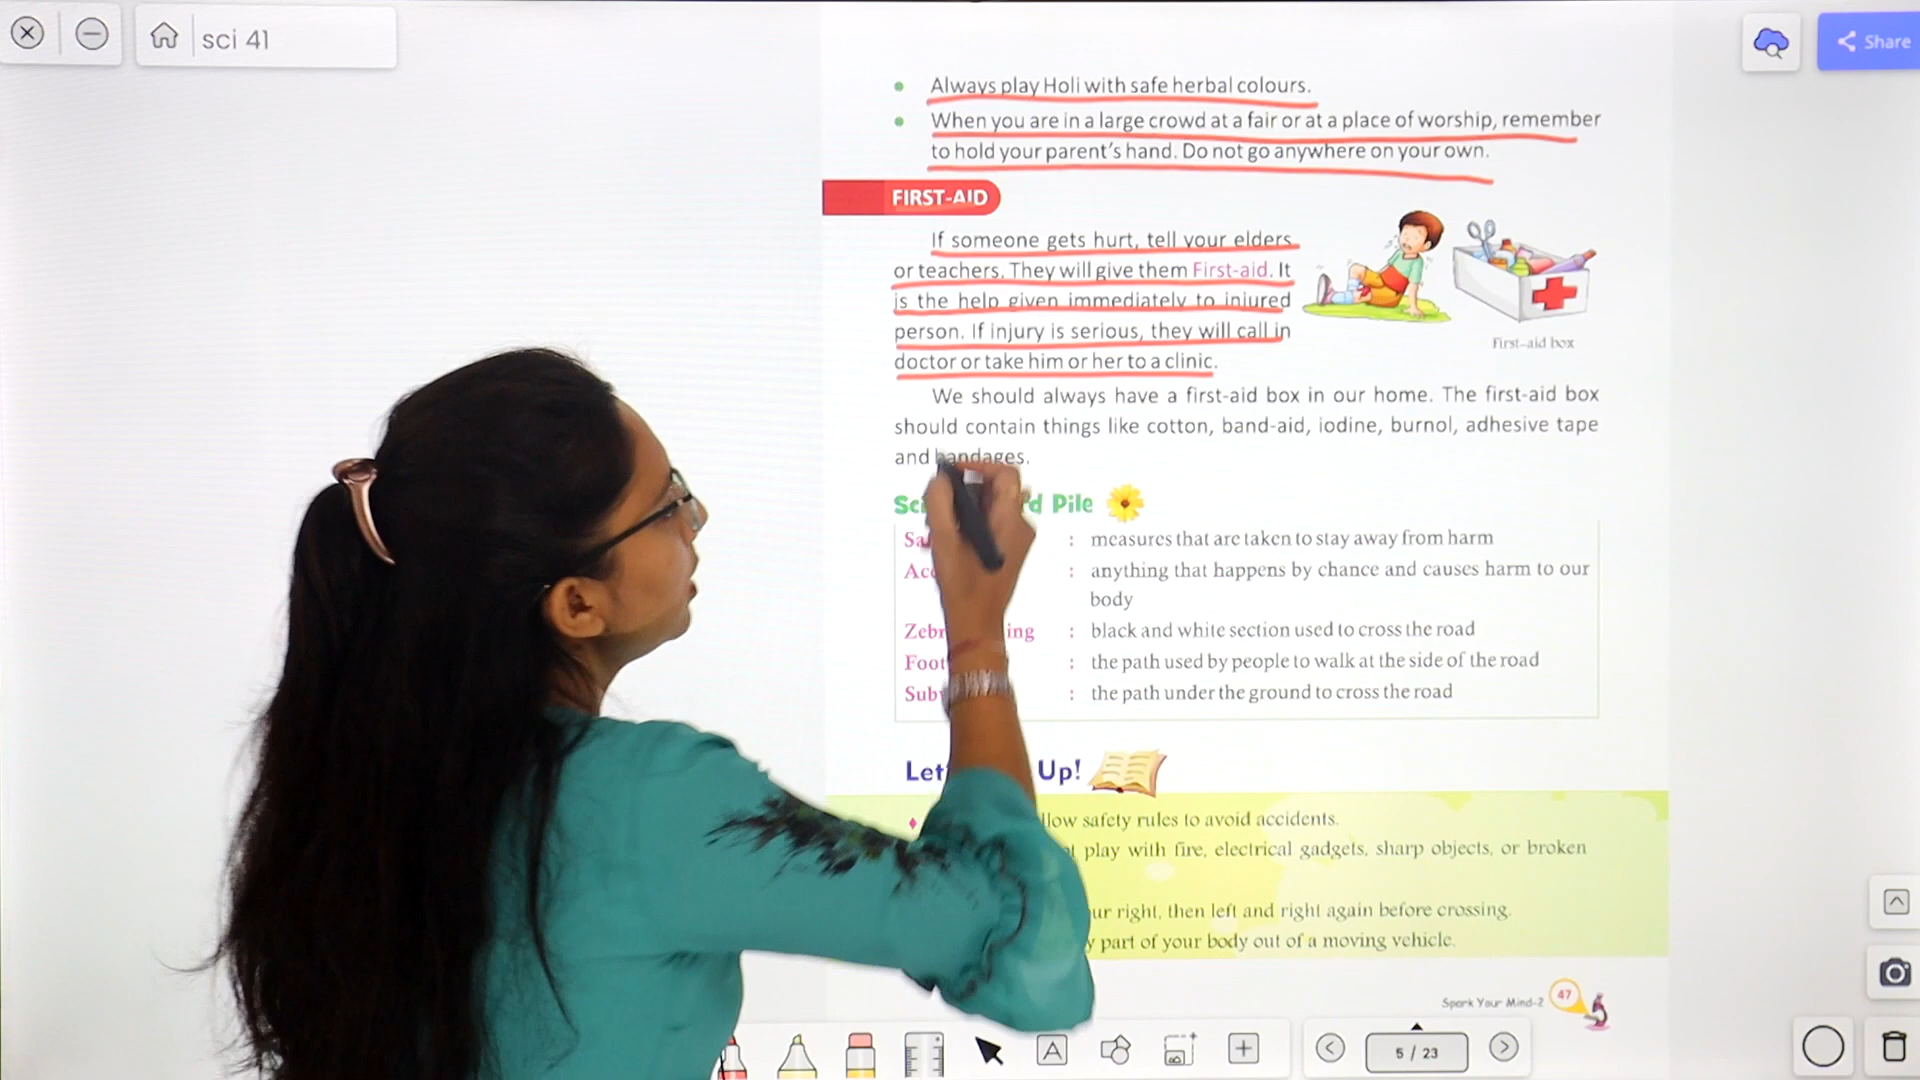 sci 41
Share
Always play Holi with safe herbal colours.
When you are in a large crowd at a fair or at a place of worship, remember
to hold your parent's hand. Do not go anywhere on your own.
FIRST-AID
If someone gets hurt, tell your elders
or teachers. They will give them First-aid. It
is the help given immediately to injured
person. If injury is serious, they will call in
doctor or take him or her to a clinic.
First-aid box
We should always have a first-aid box in our home. The first-aid box
should contain things like cotton, band-aid, iodine, burnol, adhesive tape
and bandages.
Pile
: measures that are taken to stay away from harm
: anything that happens by chance and causes harm to our
body
: black and white section used to cross the road
: the path used by people to walk at the side of the road
: the path under the ground to cross the road
Up!
safety rules to avoid accidents.
play with fire, electrical gadgets, sharp objects, or broken
right, then left and right again before crossing.
part of your body out of a moving vehicle.
Spark Your Mind-2 47
A
5 / 23